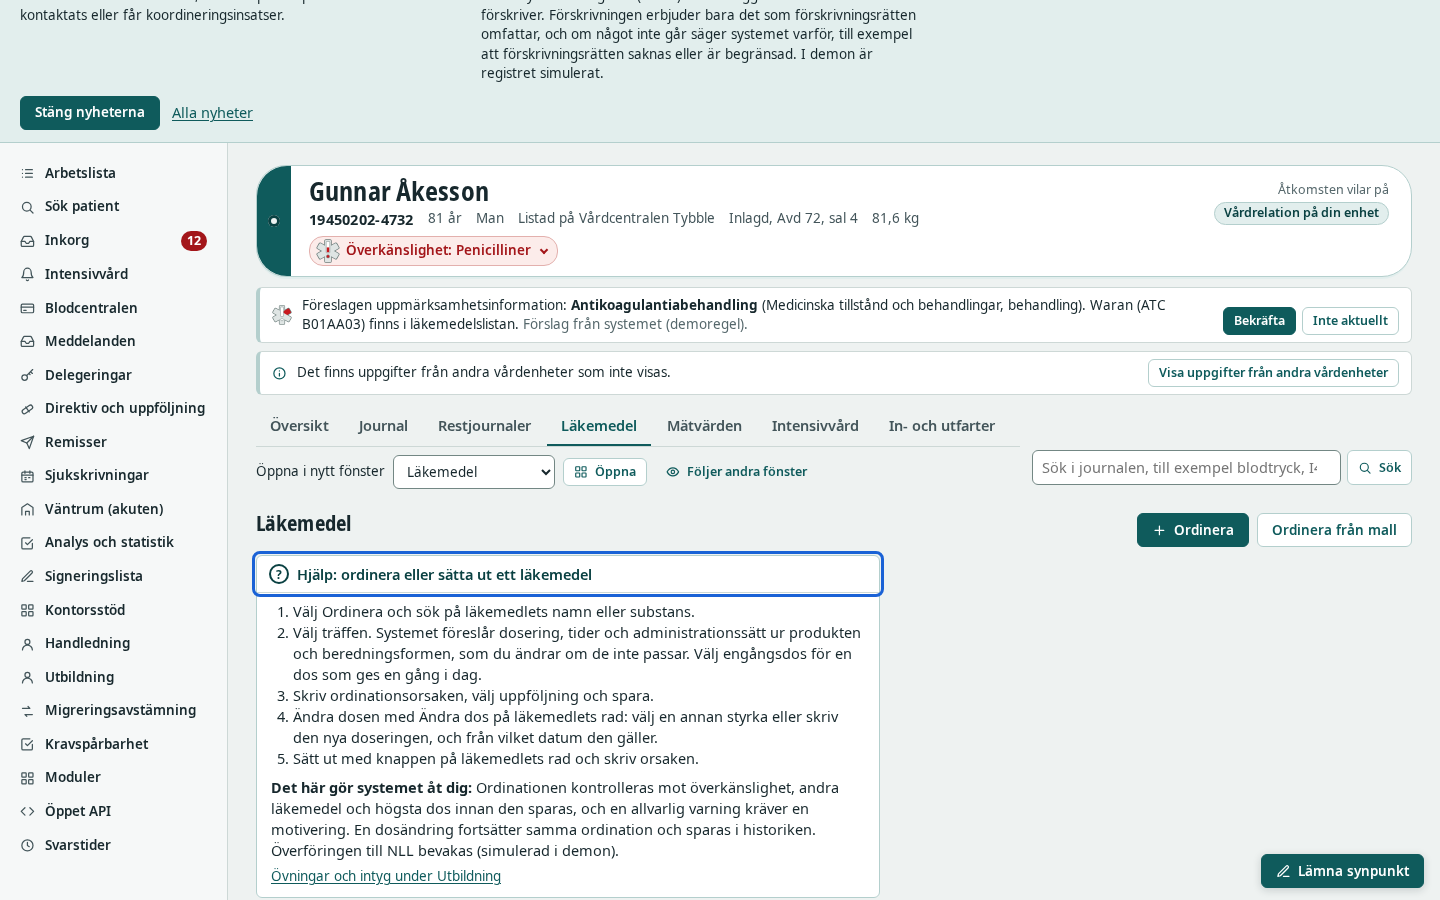 kontaktats eller får koordineringsinsatser.
förskriver. Förskrivningen erbjuder bara det som förskrivningsrätten
omfattar, och om något inte går säger systemet varför, till exempel
att förskrivningsrätten saknas eller är begränsad. I demon är
registret simulerat.
Stäng nyheterna
Alla nyheter
Arbetslista
Sök patient
Inkorg
12
Intensivvård
Blodcentralen
Meddelanden
Delegeringar
Direktiv och uppföljning
Remisser
Sjukskrivningar
Väntrum (akuten)
Analys och statistik
Signeringslista
Kontorsstöd
Handledning
Utbildning
Migreringsavstämning
Kravspårbarhet
Moduler
Öppet API
Svarstider
Gunnar Åkesson
19450202-4732 81 år Man Listad på Vårdcentralen Tybble Inlagd, Avd 72, sal 4 81,6 kg
Överkänslighet: Penicilliner
Åtkomsten vilar på
Vårdrelation på din enhet
Föreslagen uppmärksamhetsinformation: Antikoagulantiabehandling (Medicinska tillstånd och behandlingar, behandling). Waran (ATC
B01AA03) finns i läkemedelslistan. Förslag från systemet (demoregel).
Bekräfta
Inte aktuellt
Det finns uppgifter från andra vårdenheter som inte visas.
Visa uppgifter från andra vårdenheter
Översikt Journal Restjournaler Läkemedel Mätvärden Intensivvård In- och utfarter
Öppna i nytt fönster Läkemedel Öppna Följer andra fönster
Sök i journalen, till exempel blodtryck, I4
Sök
Läkemedel
Ordinera
Ordinera från mall
? Hjälp: ordinera eller sätta ut ett läkemedel
1. Välj Ordinera och sök på läkemedlets namn eller substans.
2. Välj träffen. Systemet föreslår dosering, tider och administrationssätt ur produkten
och beredningsformen, som du ändrar om de inte passar. Välj engångsdos för en
dos som ges en gång i dag.
3. Skriv ordinationsorsaken, välj uppföljning och spara.
4. Ändra dosen med Ändra dos på läkemedlets rad: välj en annan styrka eller skriv
den nya doseringen, och från vilket datum den gäller.
5. Sätt ut med knappen på läkemedlets rad och skriv orsaken.
Det här gör systemet åt dig: Ordinationen kontrolleras mot överkänslighet, andra
läkemedel och högsta dos innan den sparas, och en allvarlig varning kräver en
motivering. En dosändring fortsätter samma ordination och sparas i historiken.
Överföringen till NLL bevakas (simulerad i demon).
Övningar och intyg under Utbildning
Lämna synpunkt